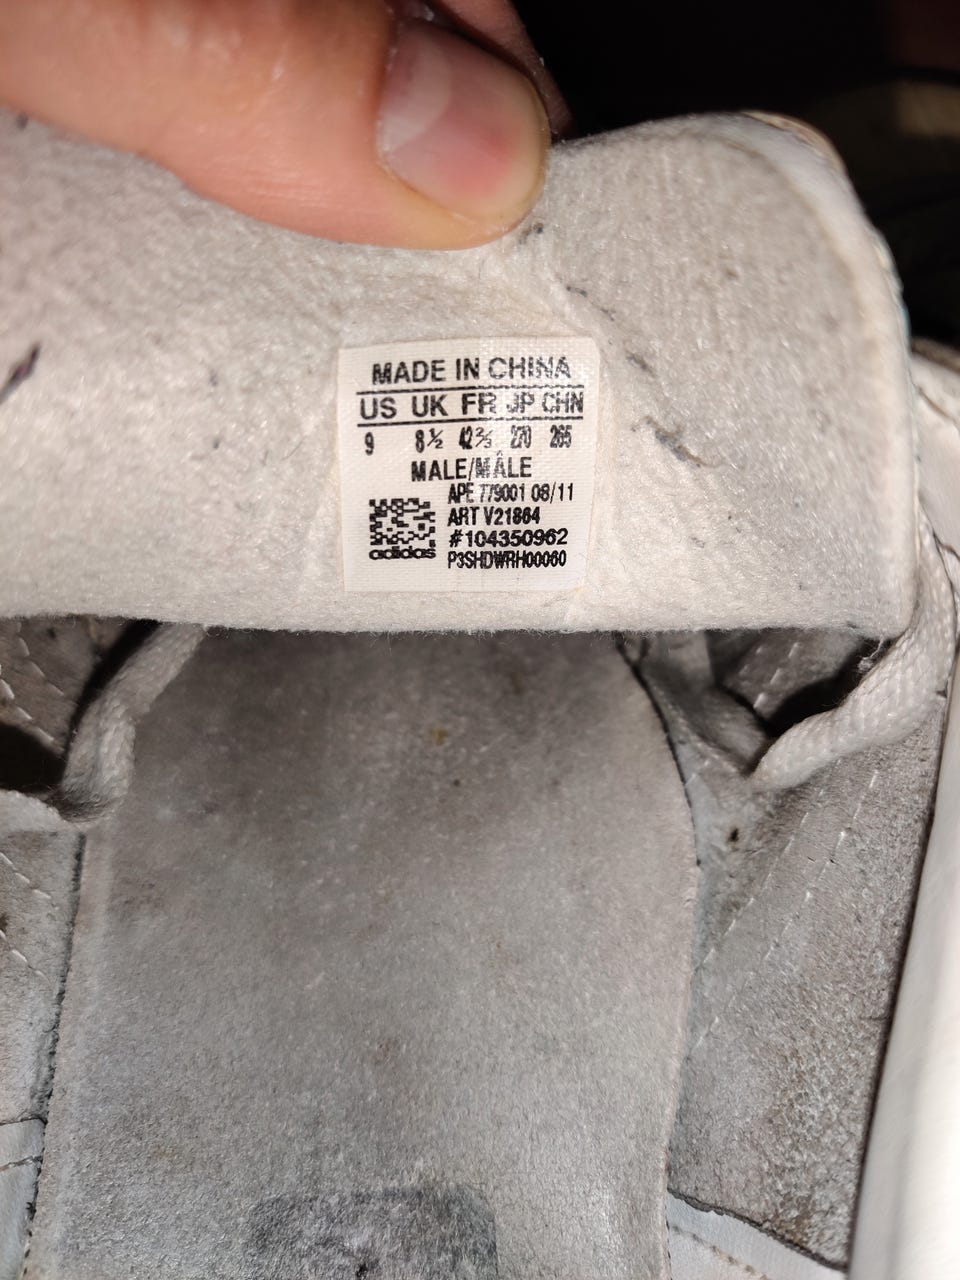 MADE IN CHINA
US UK FR JP CHN
9 8½ 42⅔ 270 265
MALE/MÂLE
APE 779001 08/11
ART V21864
#104350962
adidas
P3SHDWRH00060